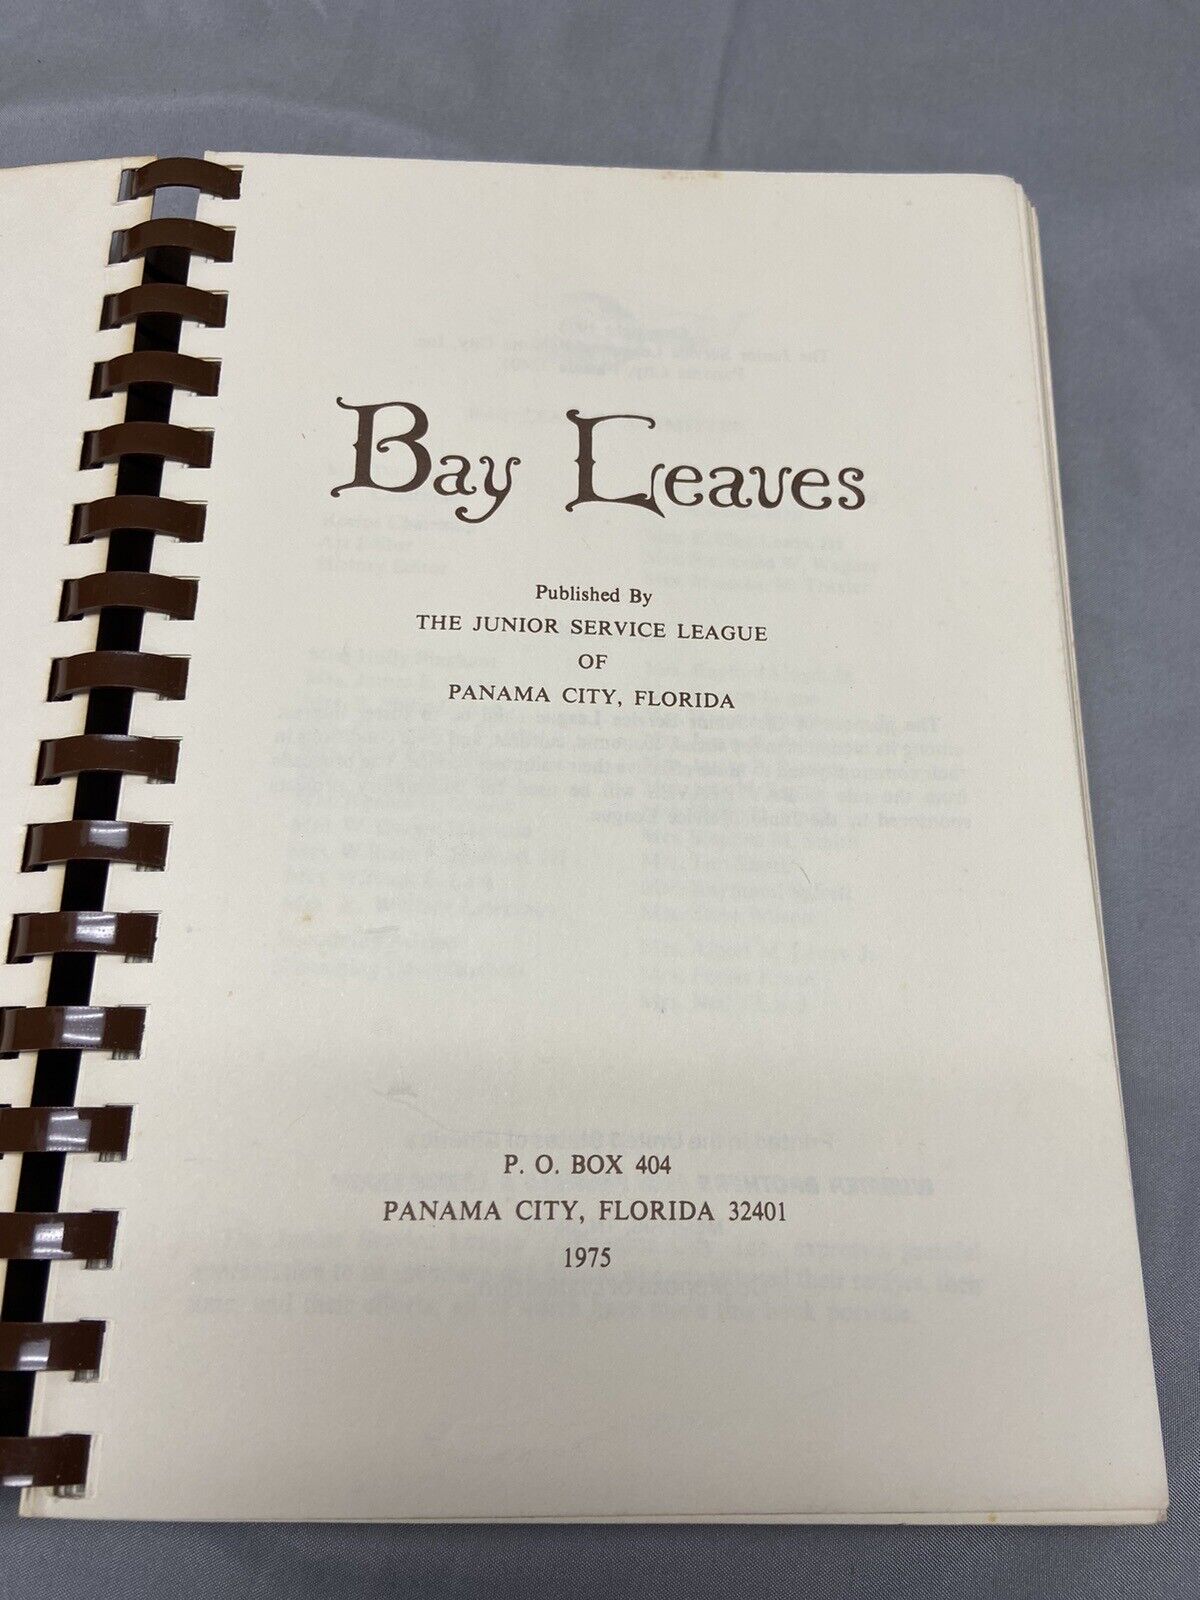 Bay Leaves
Published By
THE JUNIOR SERVICE LEAGUE
OF
PANAMA CITY, FLORIDA
P. O. BOX 404
PANAMA CITY, FLORIDA 32401
1975